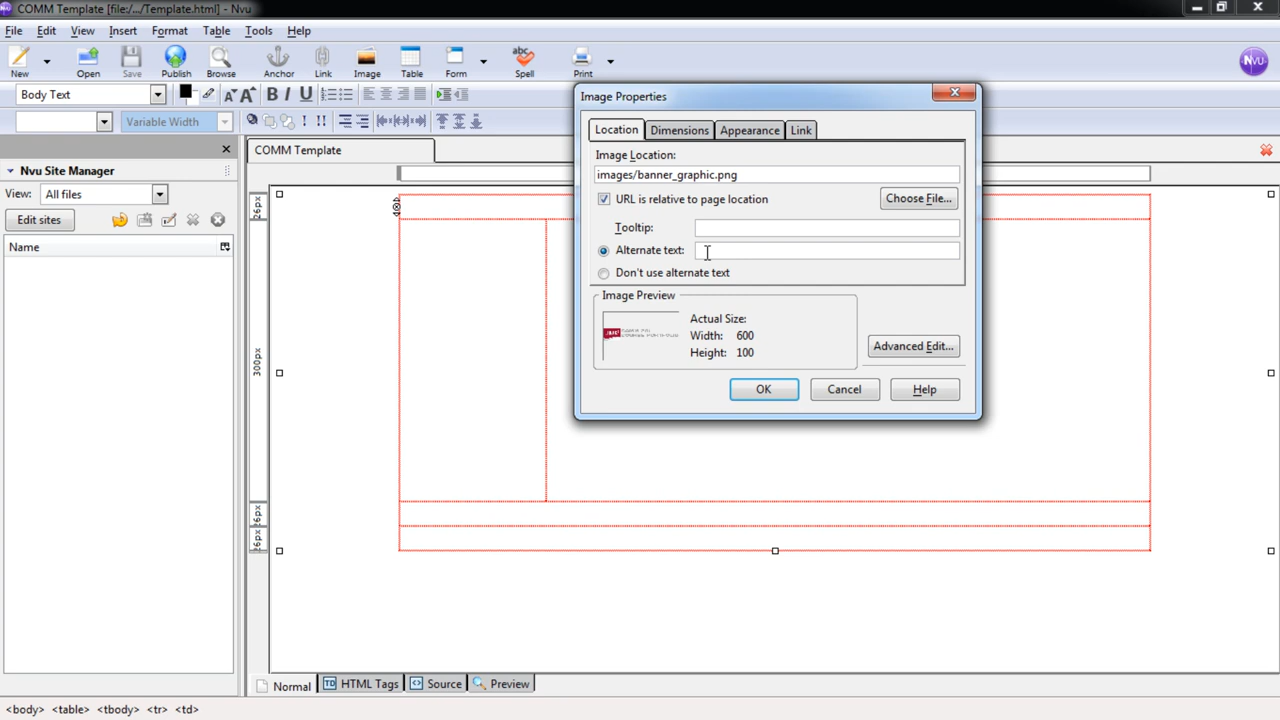 COMM Template [file:/.../Template.html] - Nvu
File Edit View Insert Format Table Tools Help
New Open Save Publish Browse Anchor Link Image Table Form Spell Print
NVU
Body Text
Variable Width
Nvu Site Manager
View: All files
Edit sites
Name
COMM Template
26px
300px
26px
26px
Image Properties
Location Dimensions Appearance Link
Image Location:
images/banner_graphic.png
URL is relative to page location Choose File...
Tooltip:
Alternate text:
Don't use alternate text
Image Preview
Actual Size:
Width: 600
Height: 100
Advanced Edit...
OK Cancel Help
Normal HTML Tags Source Preview
<body> <table> <tbody> <tr> <td>